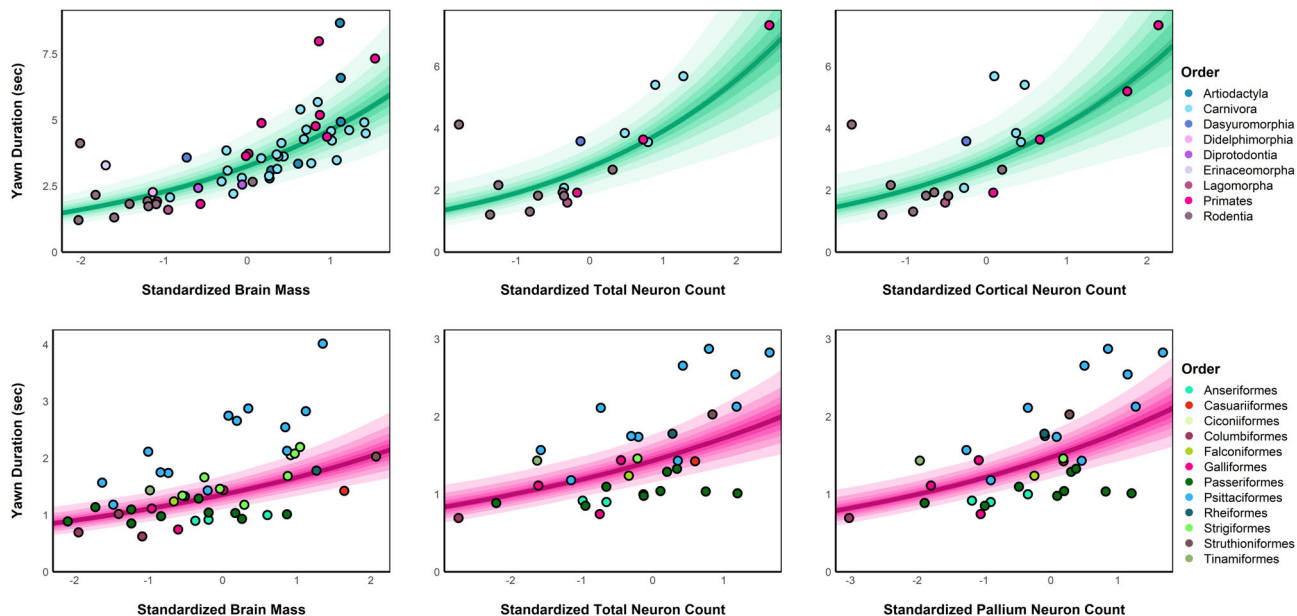 Yawn Duration (sec)
7.5
5
2.5
0
-2
-1
0
1
Standardized Brain Mass
6
4
2
0
-1
0
1
2
Standardized Total Neuron Count
6
4
2
0
-1
0
1
2
Standardized Cortical Neuron Count
Order
Artiodactyla
Carnivora
Dasyuromorphia
Didelphimorphia
Diprotodontia
Erinaceomorpha
Lagomorpha
Primates
Rodentia
Yawn Duration (sec)
4
3
2
1
0
-2
-1
0
1
2
Standardized Brain Mass
3
2
1
0
-2
-1
0
1
Standardized Total Neuron Count
3
2
1
0
-3
-2
-1
0
1
Standardized Pallium Neuron Count
Order
Anseriformes
Casuariiformes
Ciconiiformes
Columbiformes
Falconiformes
Galliformes
Passeriformes
Psittaciformes
Rheiformes
Strigiformes
Struthioniformes
Tinamiformes